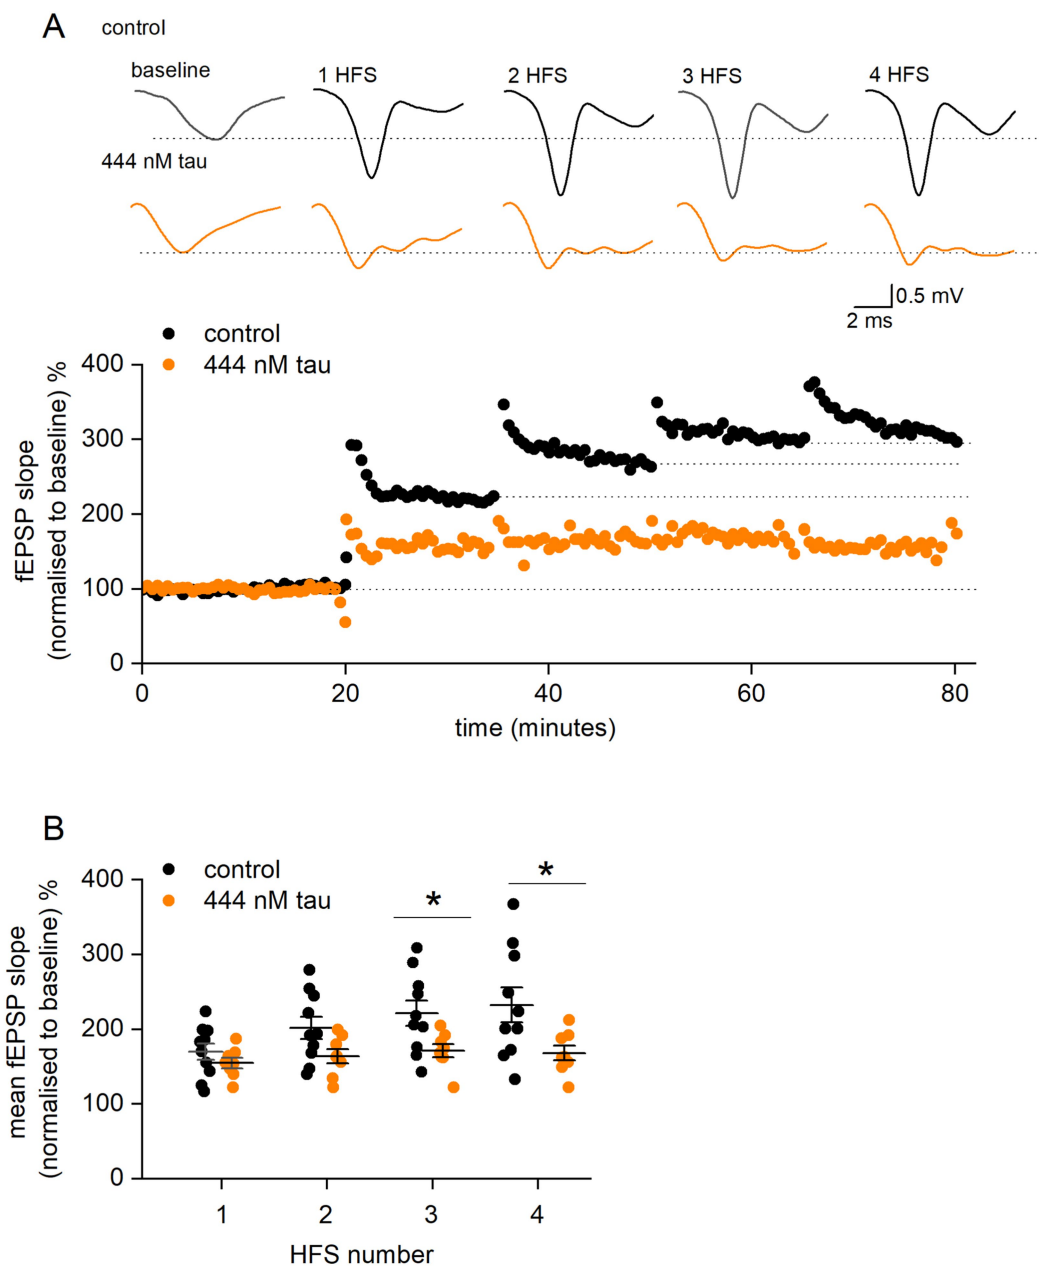 A
control
baseline
1 HFS
2 HFS
3 HFS
4 HFS
444 nM tau
0.5 mV
2 ms
control
444 nM tau
fEPSP slope
(normalised to baseline) %
400
300
200
100
0
0
20
40
60
80
time (minutes)
B
control
444 nM tau
mean fEPSP slope
(normalised to baseline) %
400
300
200
100
0
*
*
1
2
3
4
HFS number